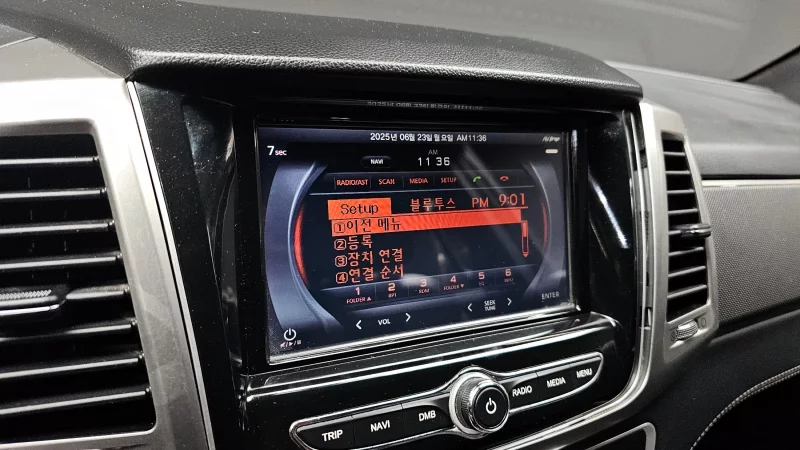 2025년 06월 23일 월요일 AM11:36
7sec
AM
NAVI 11 36
RADIO/AST SCAN MEDIA SETUP
Setup 블루투스 PM 9:01
①이전 메뉴
②등록
③장치 연결
④연결 순서
1 2 3 4 5 6
FOLDER ▲ RPT RDM FOLDER ▼
< VOL > < SEEK TUNE > ENTER
TRIP NAVI DMB RADIO MEDIA MENU